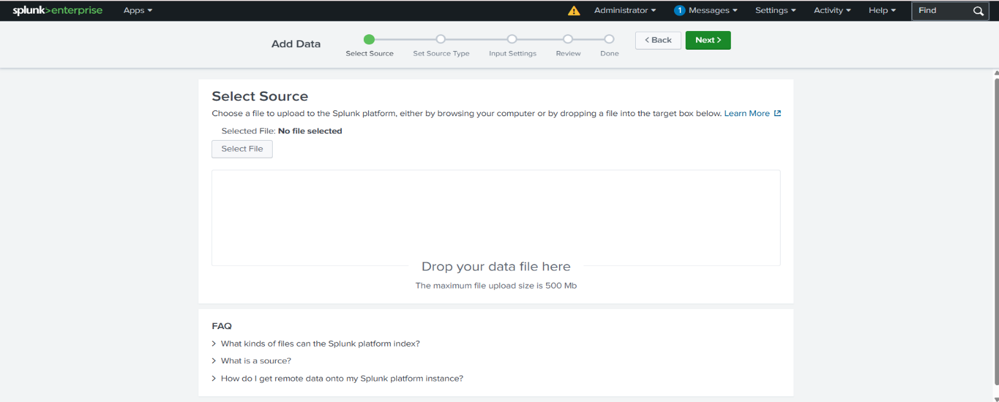 splunk>enterprise Apps Administrator 1 Messages Settings Activity Help Find
Add Data
Select Source Set Source Type Input Settings Review Done
< Back Next >
Select Source
Choose a file to upload to the Splunk platform, either by browsing your computer or by dropping a file into the target box below. Learn More
Selected File: No file selected
Select File
Drop your data file here
The maximum file upload size is 500 Mb
FAQ
> What kinds of files can the Splunk platform index?
> What is a source?
> How do I get remote data onto my Splunk platform instance?